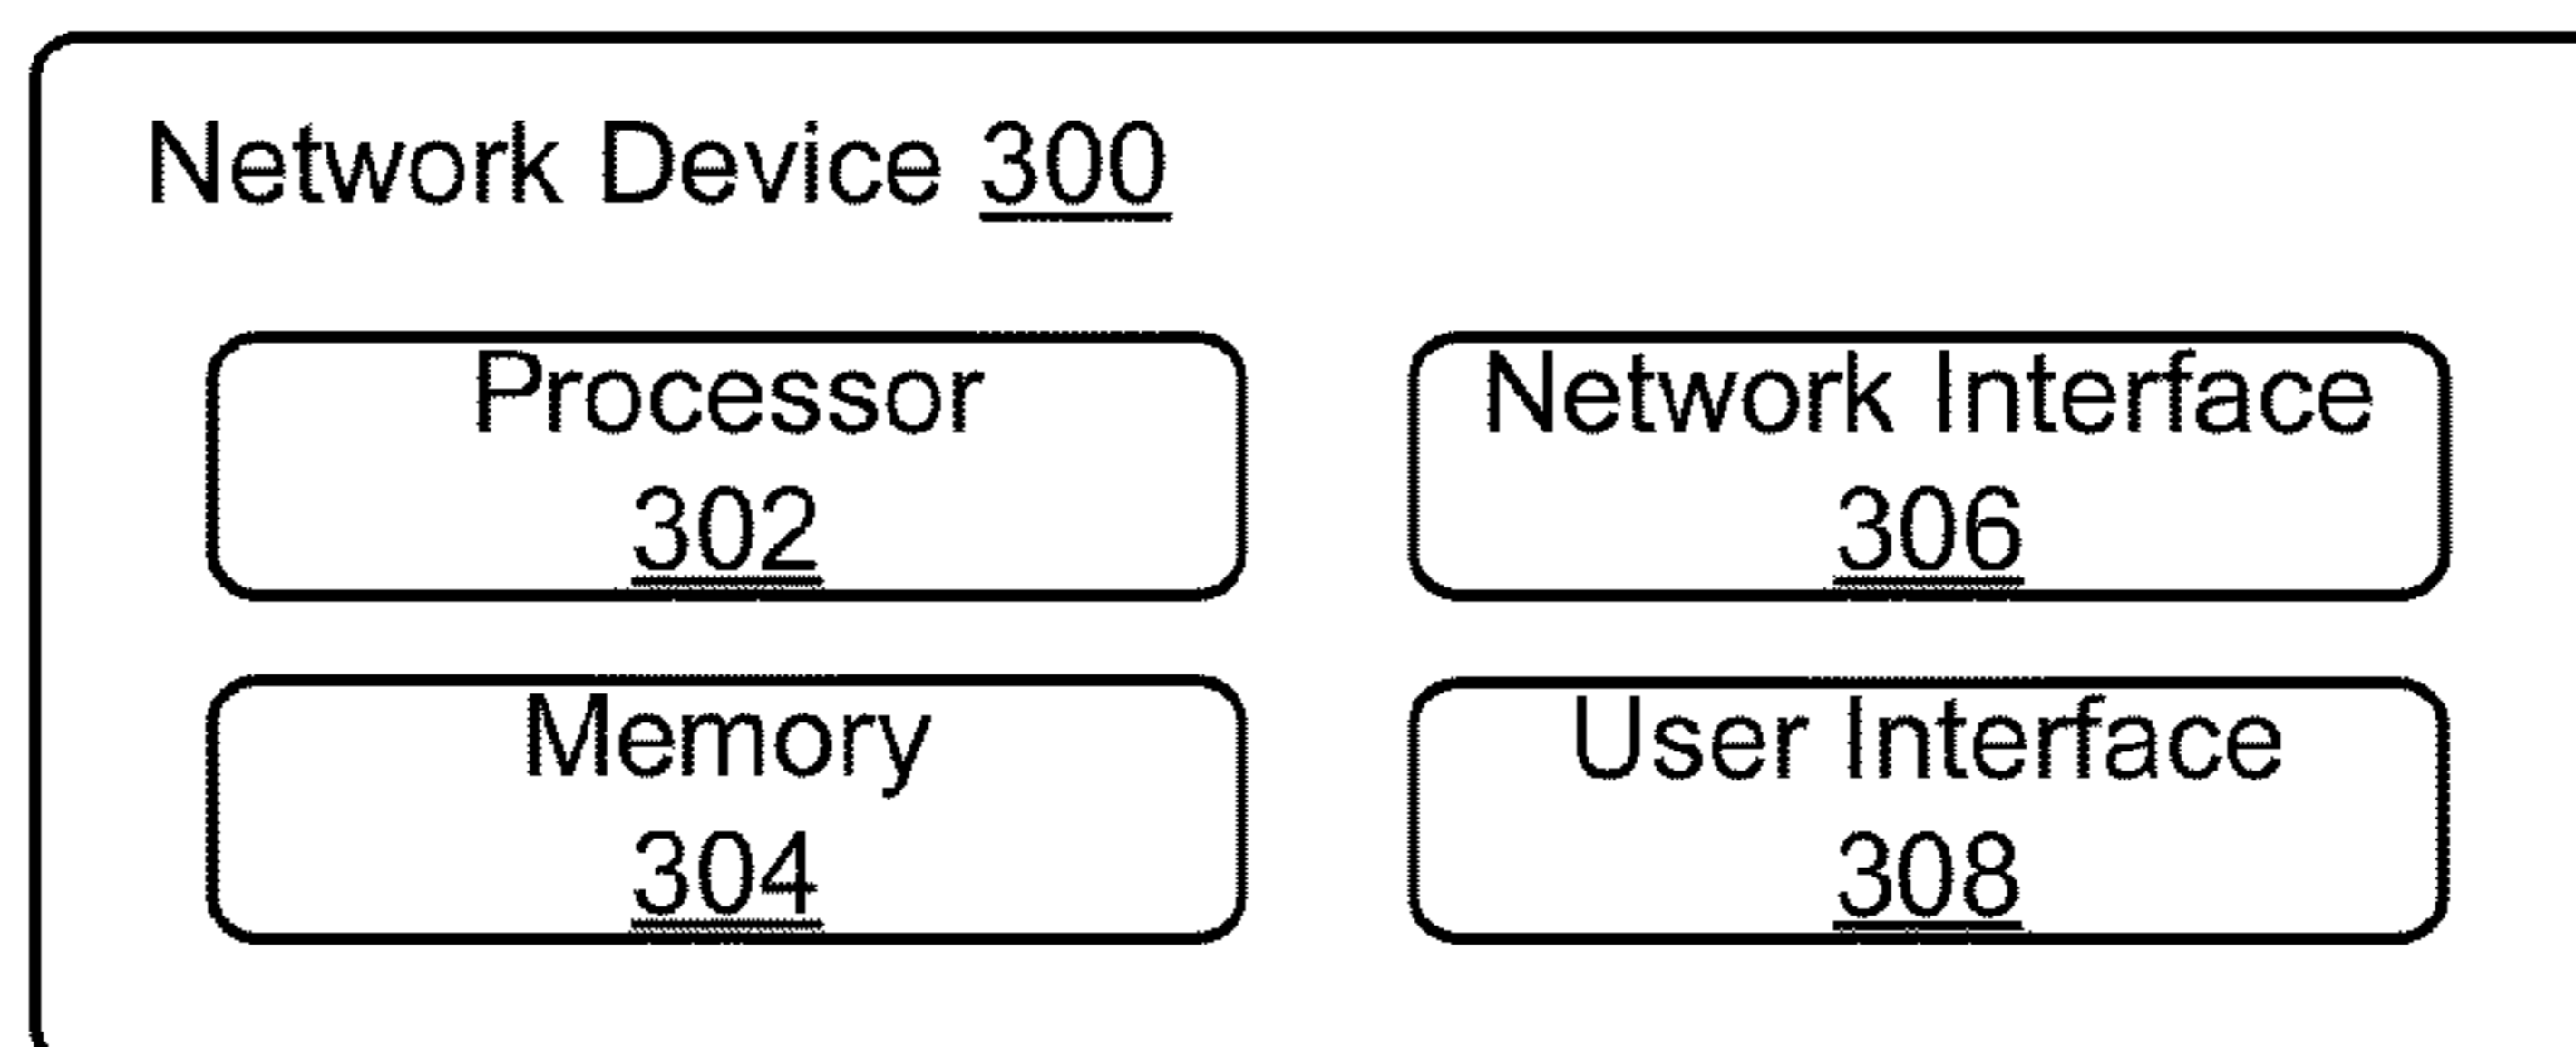 Network Device 300
Processor
302
Network Interface
306
Memory
304
User Interface
308